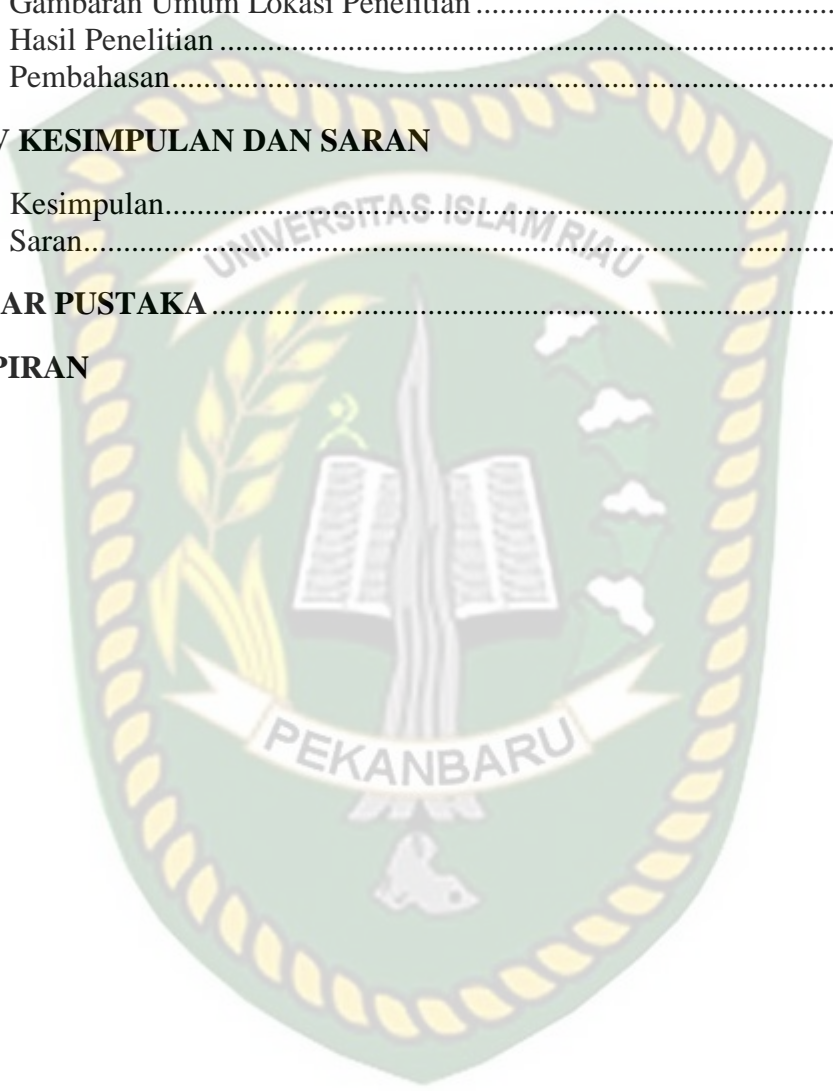 Gambaran Umum Lokasi Penelitian ................................................
Hasil Penelitian ................................................................................
Pembahasan.....................................................................................
V KESIMPULAN DAN SARAN
Kesimpulan......................................................................................
Saran................................................................................................
AR PUSTAKA ...............................................................................
PIRAN
UNIVERSITAS ISLAM RIAU
PEKANBARU